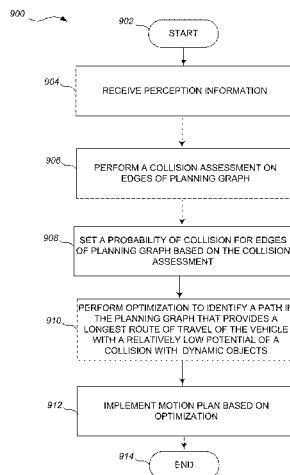 900
902
START
904
RECEIVE PERCEPTION INFORMATION
906
PERFORM A COLLISION ASSESSMENT ON
EDGES OF PLANNING GRAPH
908
SET A PROBABILITY OF COLLISION FOR EDGES
OF PLANNING GRAPH BASED ON THE COLLISION
ASSESSMENT
910
PERFORM OPTIMIZATION TO IDENTIFY A PATH IN
THE PLANNING GRAPH THAT PROVIDES A
LONGEST ROUTE OF TRAVEL OF THE VEHICLE
WITH A RELATIVELY LOW POTENTIAL OF A
COLLISION WITH DYNAMIC OBJECTS
912
IMPLEMENT MOTION PLAN BASED ON
OPTIMIZATION
914
END